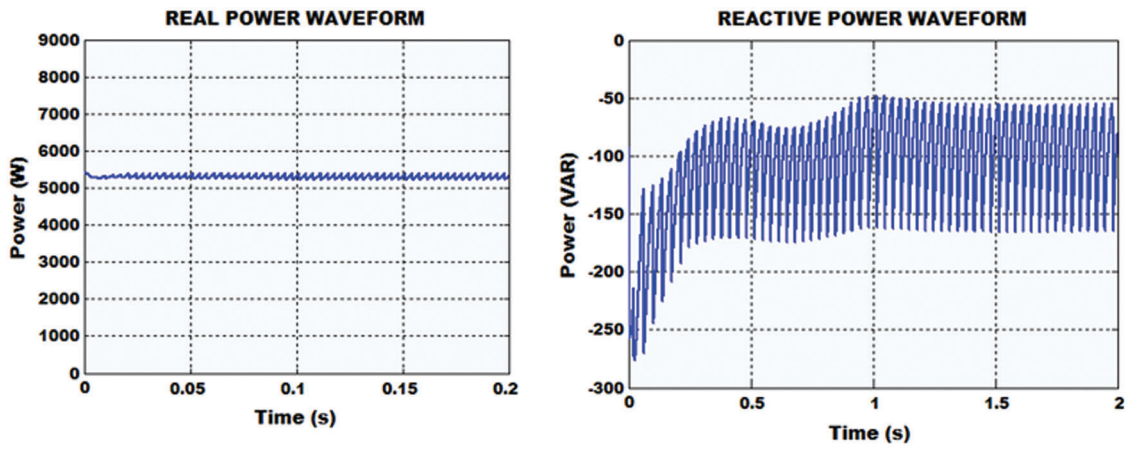 REAL POWER WAVEFORM
9000
8000
7000
6000
5000
4000
3000
2000
1000
0
Power (W)
0 0.05 0.1 0.15 0.2
Time (s)
REACTIVE POWER WAVEFORM
0
-50
-100
-150
-200
-250
-300
Power (VAR)
0 0.5 1 1.5 2
Time (s)